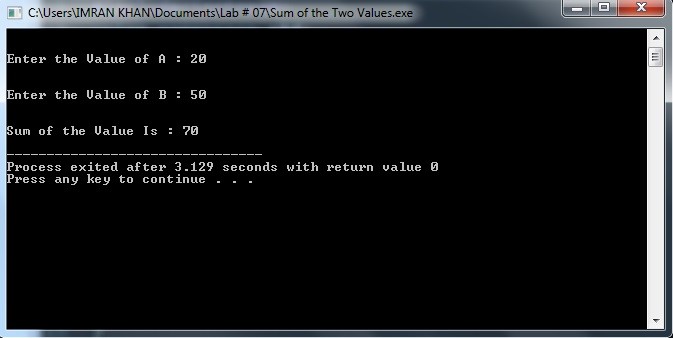 C:\Users\IMRAN KHAN\Documents\Lab # 07\Sum of the Two Values.exe
Enter the Value of A : 20
Enter the Value of B : 50
Sum of the Value Is : 70
--------------------------------
Process exited after 3.129 seconds with return value 0
Press any key to continue . . .